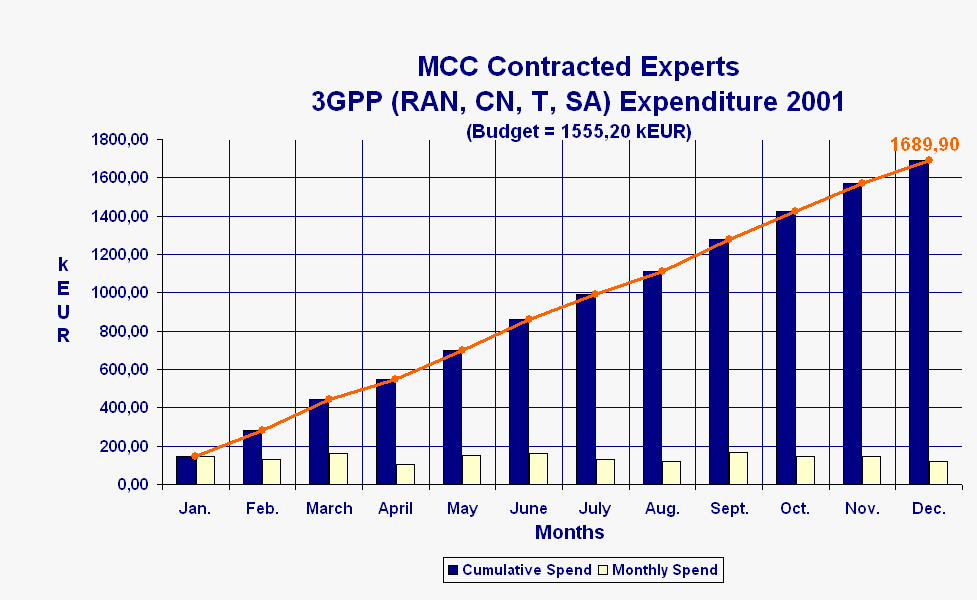 MCC Contracted Experts
3GPP (RAN, CN, T, SA) Expenditure 2001
(Budget = 1555,20 kEUR)
1689,90
1800,00
1600,00
1400,00
1200,00
1000,00
800,00
600,00
400,00
200,00
0,00
k
E
U
R
Jan. Feb. March April May June July Aug. Sept. Oct. Nov. Dec.
Months
Cumulative Spend Monthly Spend